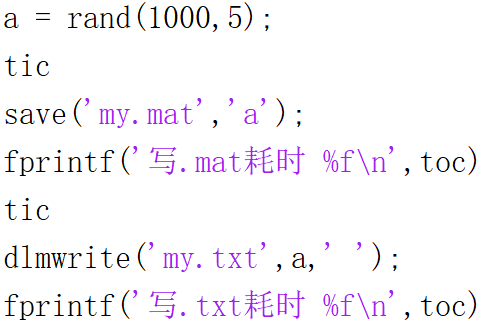 a = rand(1000,5);
tic
save('my.mat','a');
fprintf('写.mat耗时 %f\n',toc)
tic
dlmwrite('my.txt',a,' ');
fprintf('写.txt耗时 %f\n',toc)